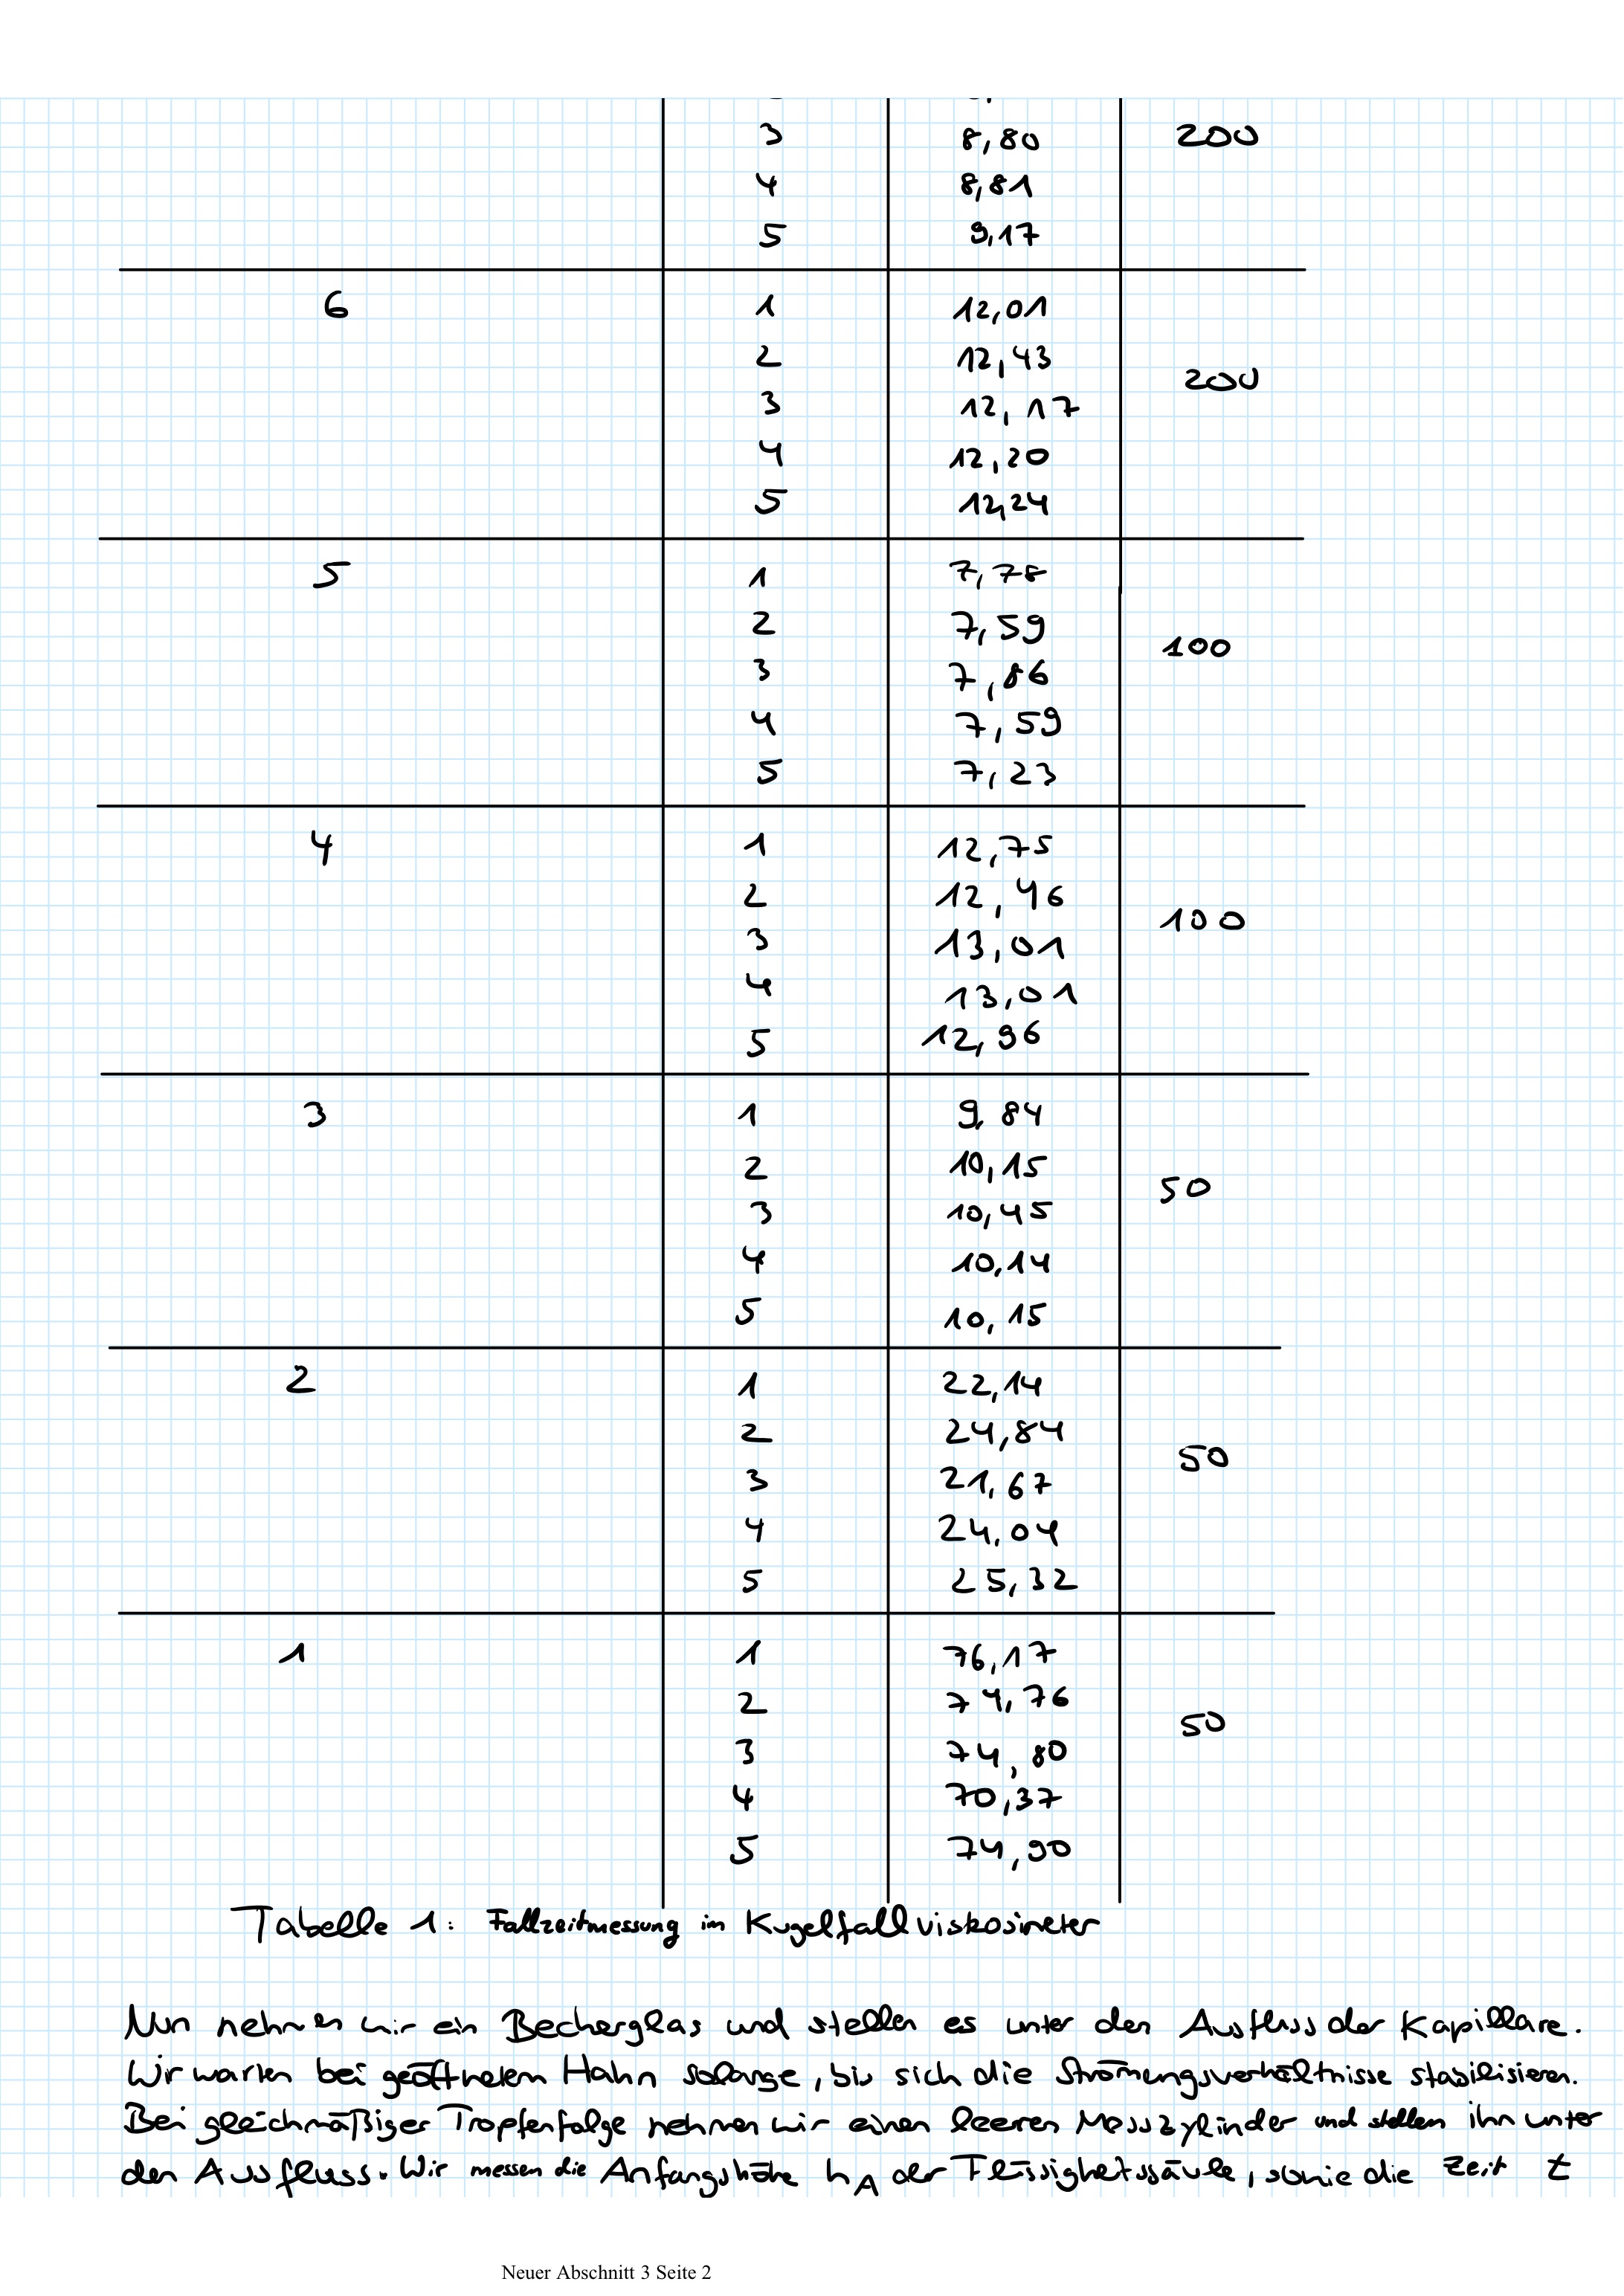 3 8,80 200
4 8,81
5 9,17
6 1 12,01
2 12,43
200
3 12,17
4 12,20
5 12,24
5 1 7,78
2 7,59
100
3 7,86
4 7,59
5 7,23
4 1 12,75
2 12,46
100
3 13,01
4 13,01
5 12,96
3 1 9,84
2 10,15
50
3 10,45
4 10,14
5 10,15
2 1 22,14
2 24,84
50
3 21,67
4 24,04
5 25,32
1 1 76,17
2 74,76
50
3 74,80
4 70,37
5 74,90
Tabelle 1: Fallzeitmessung im Kugelfallviskosimeter
Nun nehmen wir ein Becherglas und stellen es unter den Ausfluss der Kapillare.
Wir warten bei geöffnetem Hahn solange, bis sich die Strömungsverhältnisse stabilisieren.
Bei gleichmäßiger Tropfenfolge nehmen wir einen leeren Messzylinder und stellen ihn unter
den Ausfluss. Wir messen die Anfangshöhe h_A der Flüssigkeitssäule, sowie die Zeit t
Neuer Abschnitt 3 Seite 2